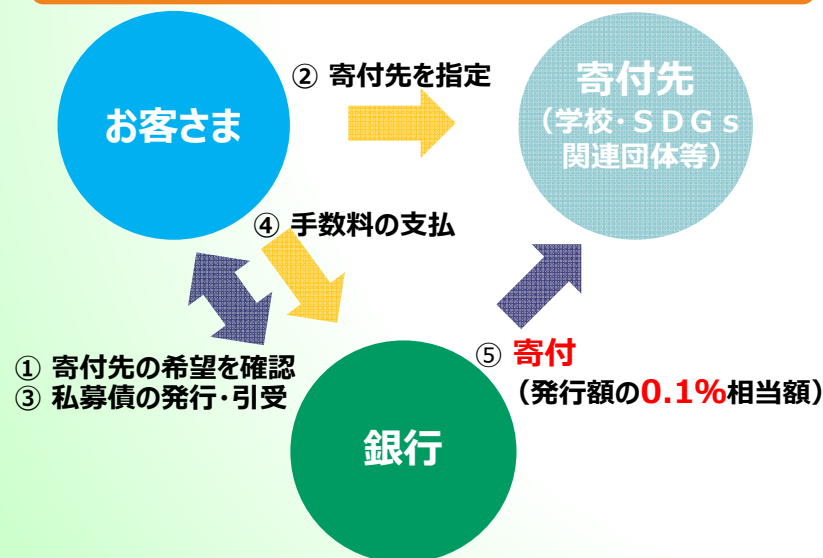 ② 寄付先を指定
お客さま
寄付先
（学校・ＳＤＧｓ
関連団体等）
④ 手数料の支払
① 寄付先の希望を確認
③ 私募債の発行・引受
⑤ 寄付
（発行額の0.1%相当額）
銀行